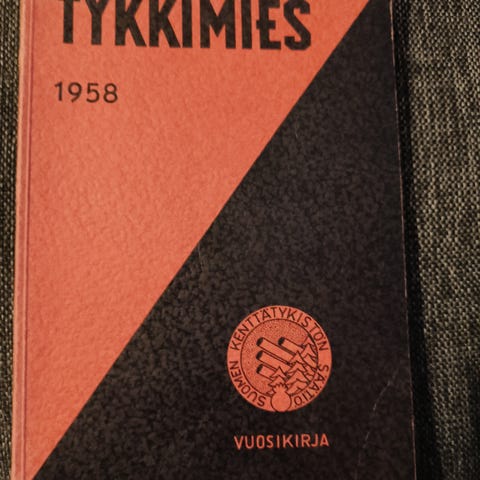 TYKKIMIES
1958
SUOMEN KENTTÄTYKISTÖN SÄÄTIÖ
VUOSIKIRJA